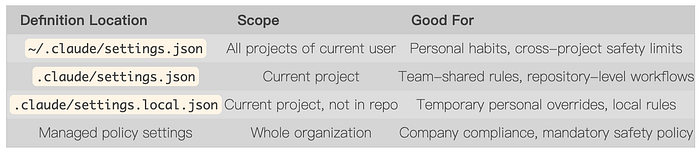 Definition Location Scope Good For
~/.claude/settings.json All projects of current user Personal habits, cross-project safety limits
.claude/settings.json Current project Team-shared rules, repository-level workflows
.claude/settings.local.json Current project, not in repo Temporary personal overrides, local rules
Managed policy settings Whole organization Company compliance, mandatory safety policy